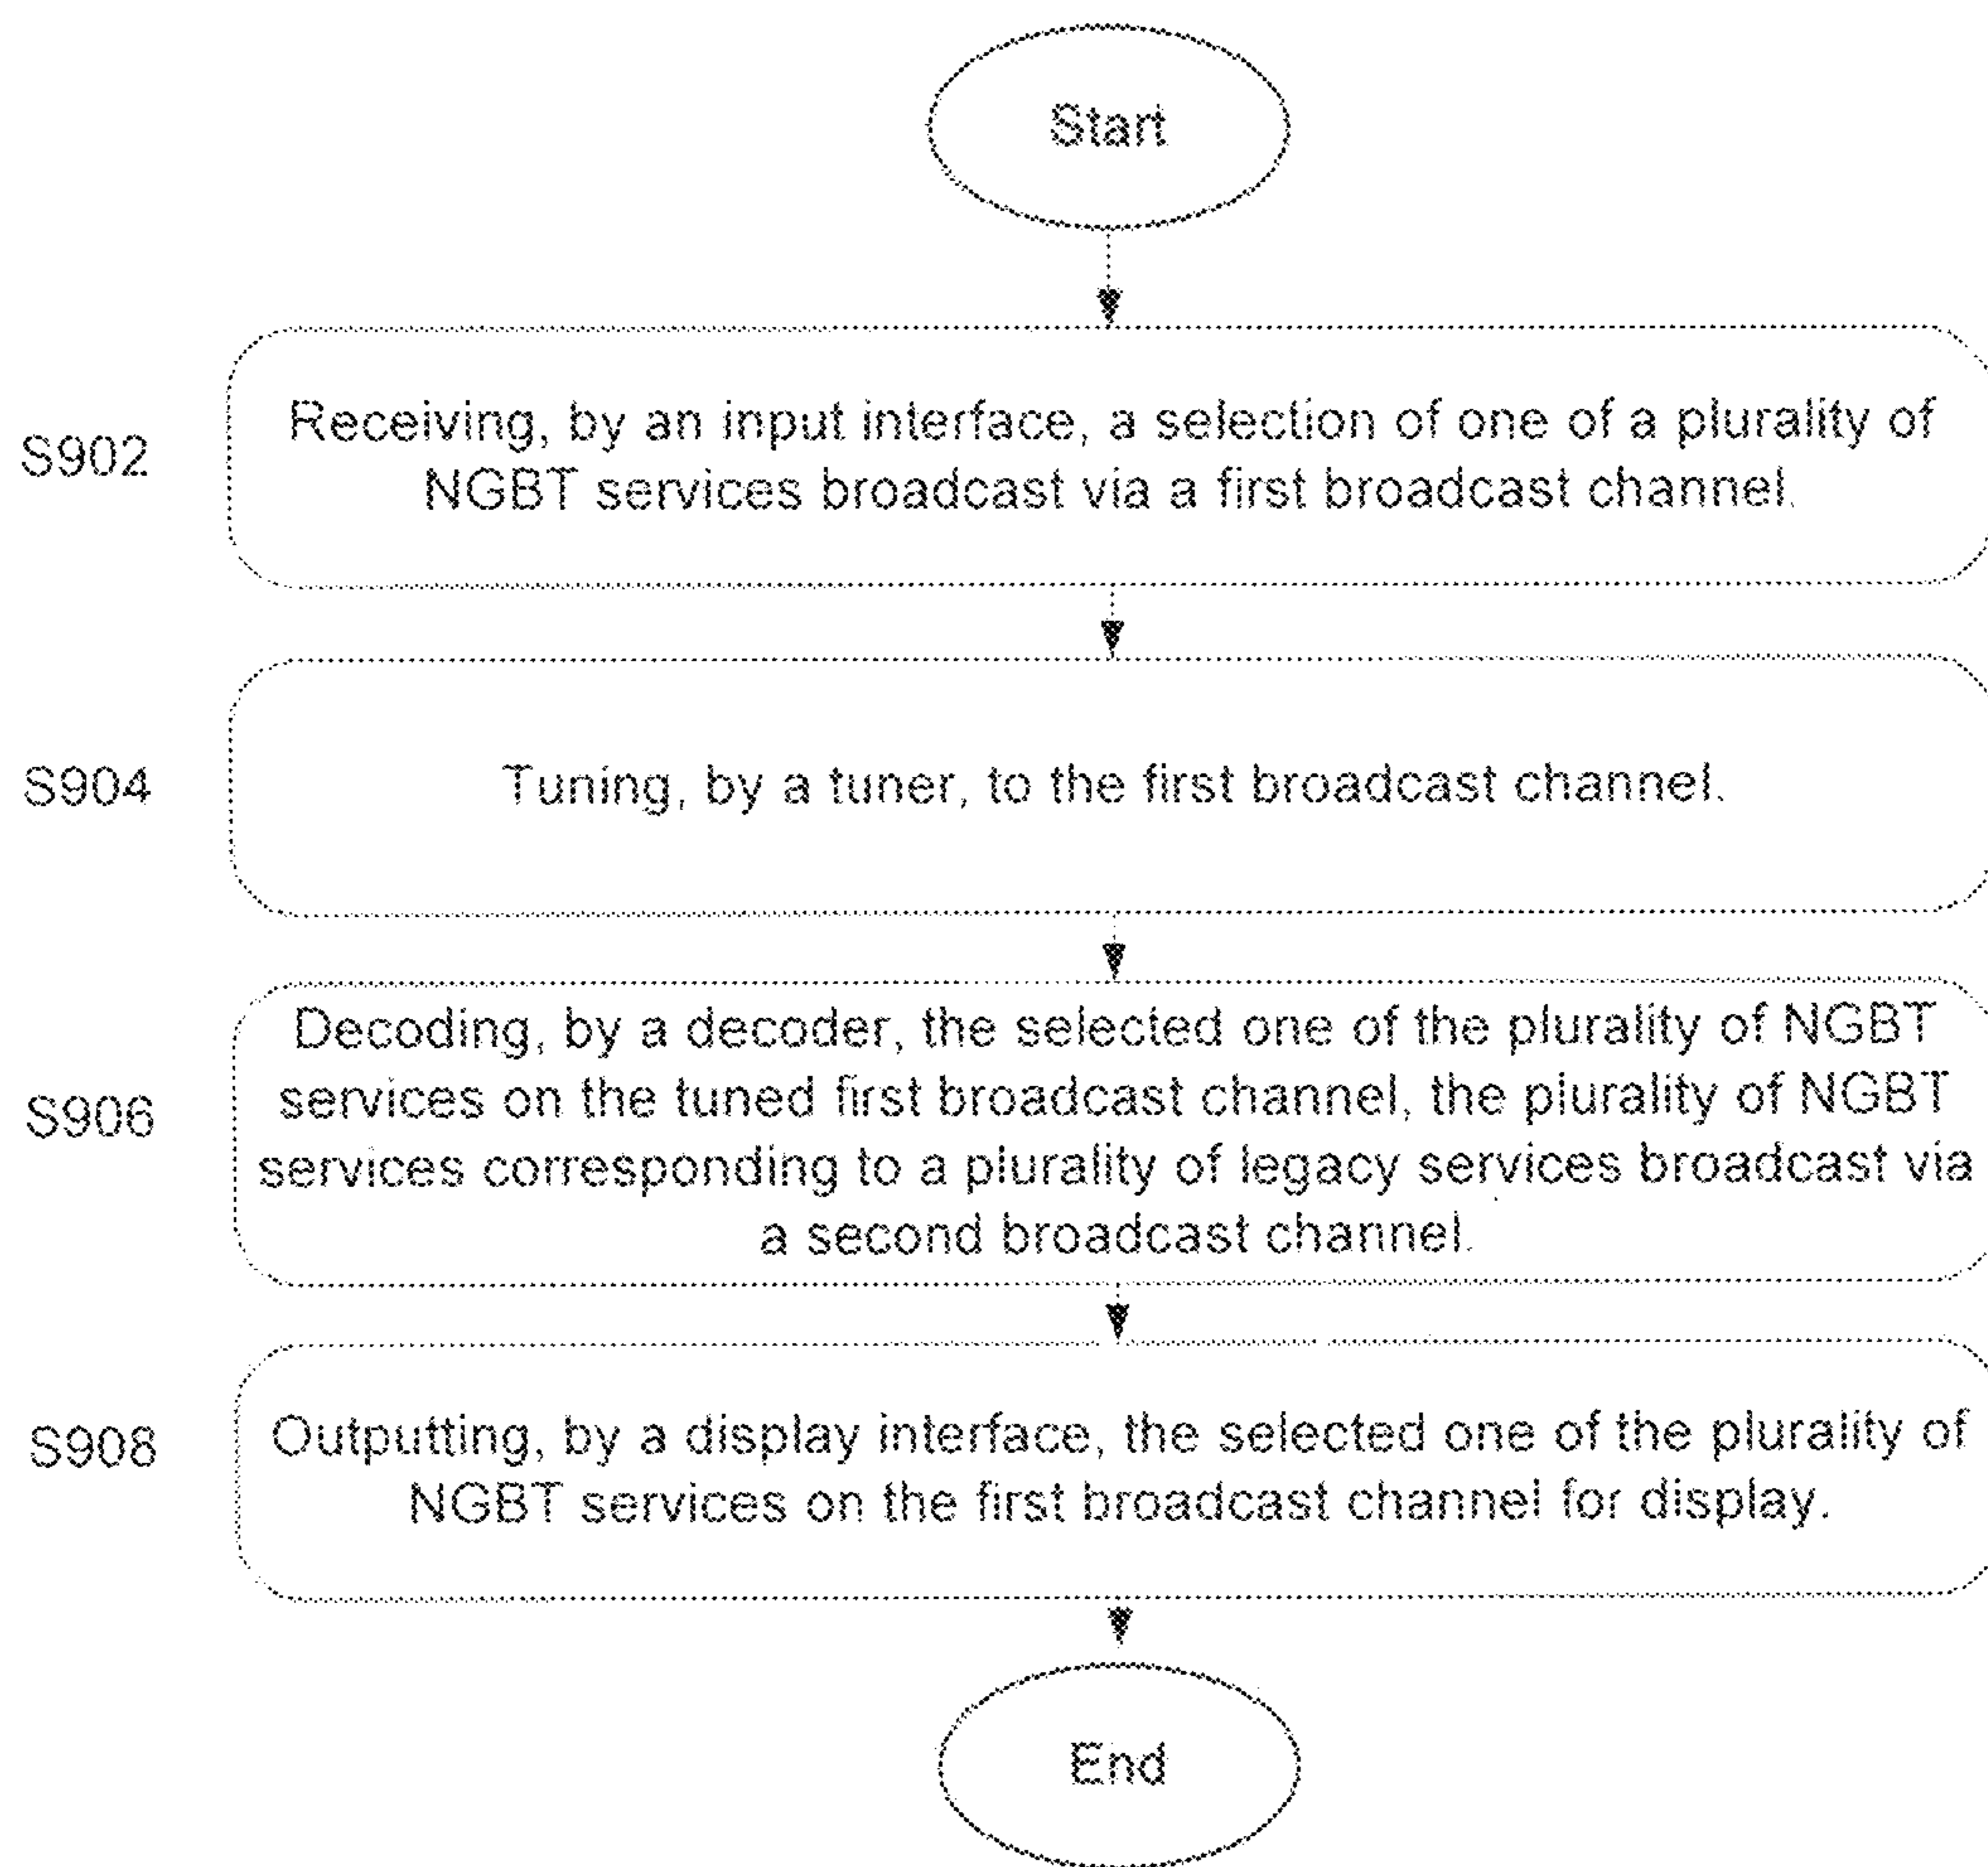 Start
S902
Receiving, by an input interface, a selection of one of a plurality of
NGBT services broadcast via a first broadcast channel.
S904
Tuning, by a tuner, to the first broadcast channel.
S906
Decoding, by a decoder, the selected one of the plurality of NGBT
services on the tuned first broadcast channel, the plurality of NGBT
services corresponding to a plurality of legacy services broadcast via
a second broadcast channel.
S908
Outputting, by a display interface, the selected one of the plurality of
NGBT services on the first broadcast channel for display.
End